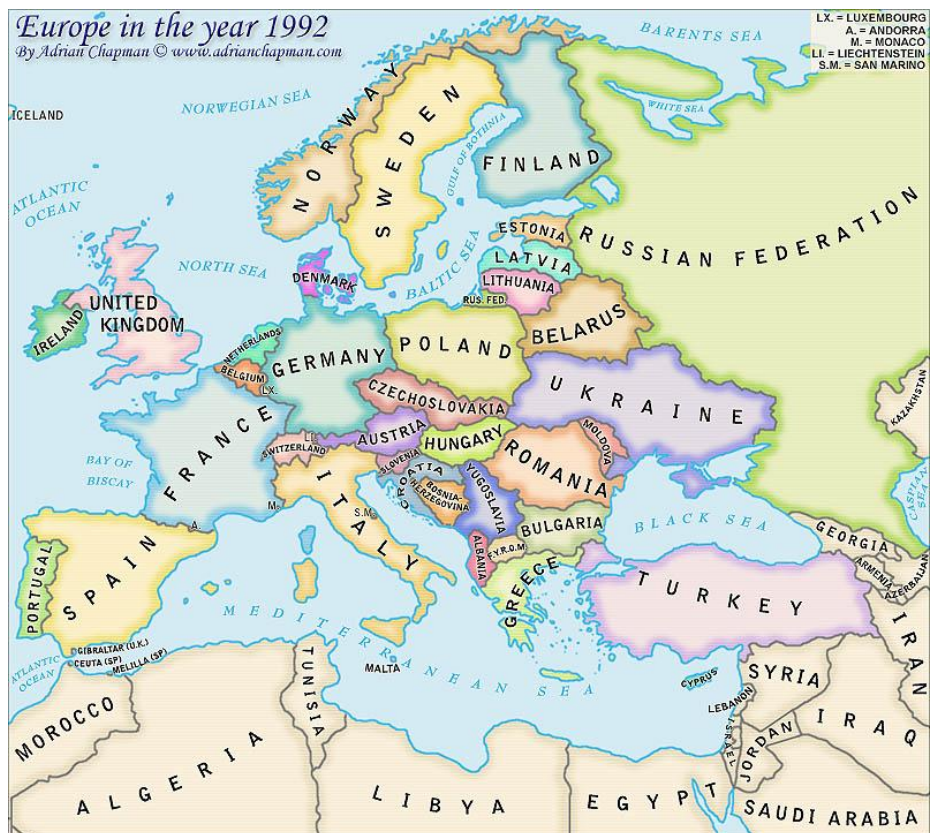 Europe in the year 1992
By Adrian Chapman © www.adrianchapman.com
LX. = LUXEMBOURG
A. = ANDORRA
M. = MONACO
LI. = LIECHTENSTEIN
S.M. = SAN MARINO
BARENTS SEA
NORWEGIAN SEA
WHITE SEA
ICELAND
NORWAY
SWEDEN
FINLAND
GULF OF BOTHNIA
ATLANTIC
OCEAN
RUSSIAN FEDERATION
ESTONIA
LATVIA
LITHUANIA
RUS. FED.
BALTIC SEA
NORTH SEA
DENMARK
UNITED
KINGDOM
IRELAND
NETHERLANDS
BELGIUM
LX.
GERMANY
POLAND
BELARUS
UKRAINE
KAZAKHSTAN
CZECHOSLOVAKIA
FRANCE
LI.
SWITZERLAND
AUSTRIA
HUNGARY
SLOVENIA
CROATIA
BOSNIA-
HERZEGOVINA
YUGOSLAVIA
ROMANIA
MOLDOVA
BAY OF
BISCAY
ITALY
M.
S.M.
A.
CASPIAN
SEA
BLACK SEA
BULGARIA
F.Y.R.O.M
ALBANIA
GREECE
GEORGIA
ARMENIA
AZERBAIJAN
TURKEY
PORTUGAL
SPAIN
MEDITERRANEAN SEA
GIBRALTAR (U.K.)
CEUTA (SP)
MELILLA (SP)
ATLANTIC
OCEAN
MALTA
CYPRUS
SYRIA
LEBANON
ISRAEL
JORDAN
IRAQ
IRAN
MOROCCO
ALGERIA
TUNISIA
LIBYA
EGYPT
SAUDI ARABIA